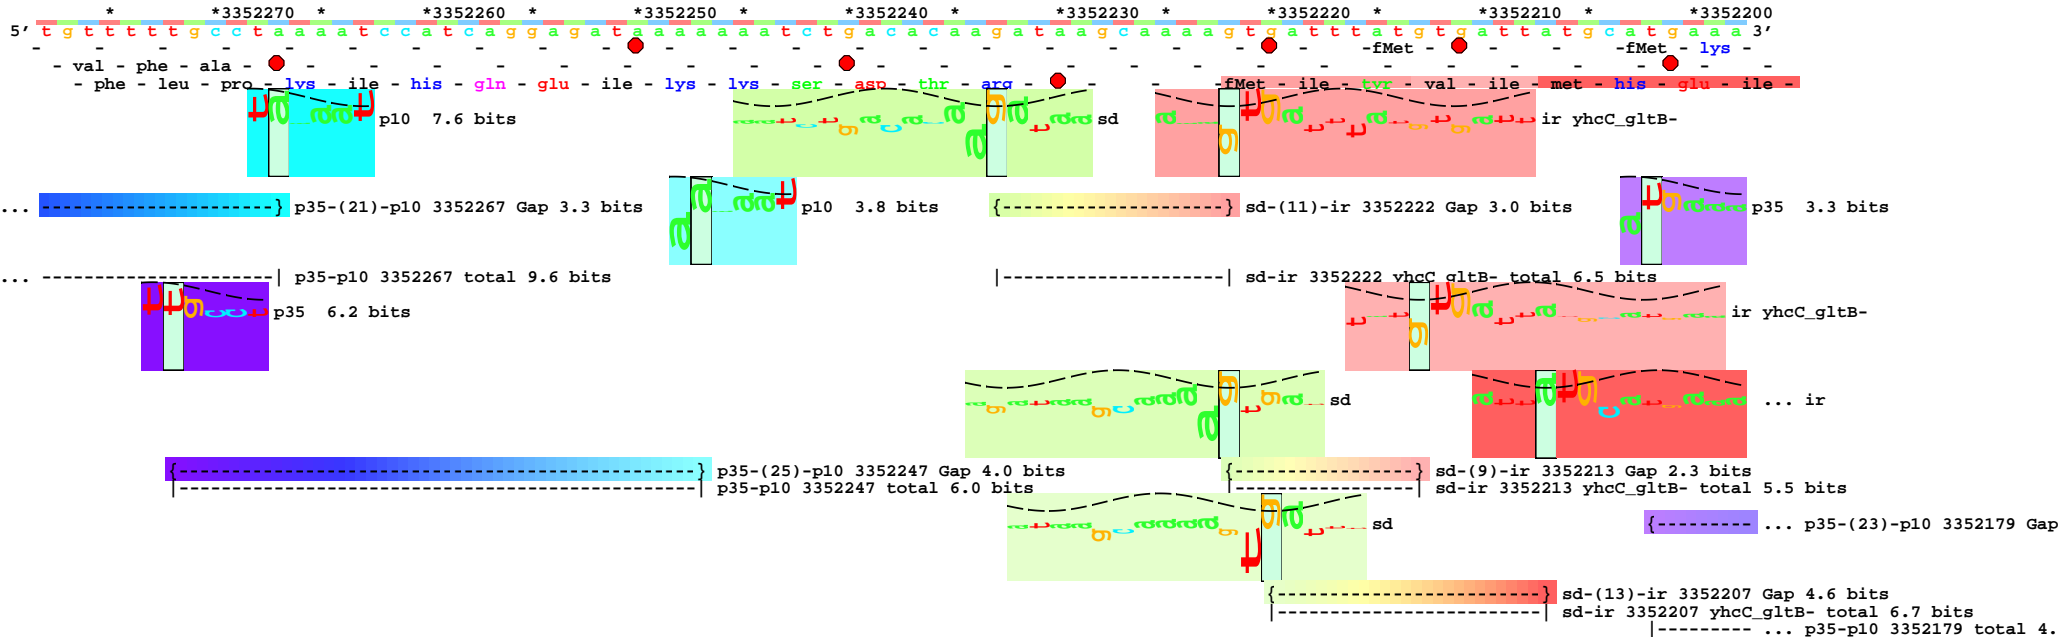 * *3352270 * *3352260 * *3352250 * *3352240 * *3352230 * *3352220 * *3352210 * *3352200
5' t g t t t t t g c c t a a a a t c c a t c a g g a g a t a a a a a a a t c t g a c a c a a g a t a a g c a a a a g t g a t t t a t g t g a t t a t g c a t g a a a 3'
- - - - - - - - - - - - - - - - - - - -fMet - - - -fMet - lys -
- val - phe - ala - - - - - - - - - - - - - - - - - - - -
- phe - leu - pro - lys - ile - his - gln - glu - ile - lys - lys - ser - asp - thr - arg - - - -fMet - ile - tyr - val - ile - met - his - glu - ile -
p10 7.6 bits
sd
ir yhcC_gltB-
... {-----------------------} p35-(21)-p10 3352267 Gap 3.3 bits
p10 3.8 bits
{----------------------} sd-(11)-ir 3352222 Gap 3.0 bits
p35 3.3 bits
... ----------------------| p35-p10 3352267 total 9.6 bits
|---------------------| sd-ir 3352222 yhcC_gltB- total 6.5 bits
p35 6.2 bits
ir yhcC_gltB-
sd
... ir
{--------------------------------------------------} p35-(25)-p10 3352247 Gap 4.0 bits
{-----------------} sd-(9)-ir 3352213 Gap 2.3 bits
|--------------------------------------------------| p35-p10 3352247 total 6.0 bits
|-----------------| sd-ir 3352213 yhcC_gltB- total 5.5 bits
sd
{--------- ... p35-(23)-p10 3352179 Gap
{-------------------------} sd-(13)-ir 3352207 Gap 4.6 bits
|-------------------------| sd-ir 3352207 yhcC_gltB- total 6.7 bits
|--------- ... p35-p10 3352179 total 4.